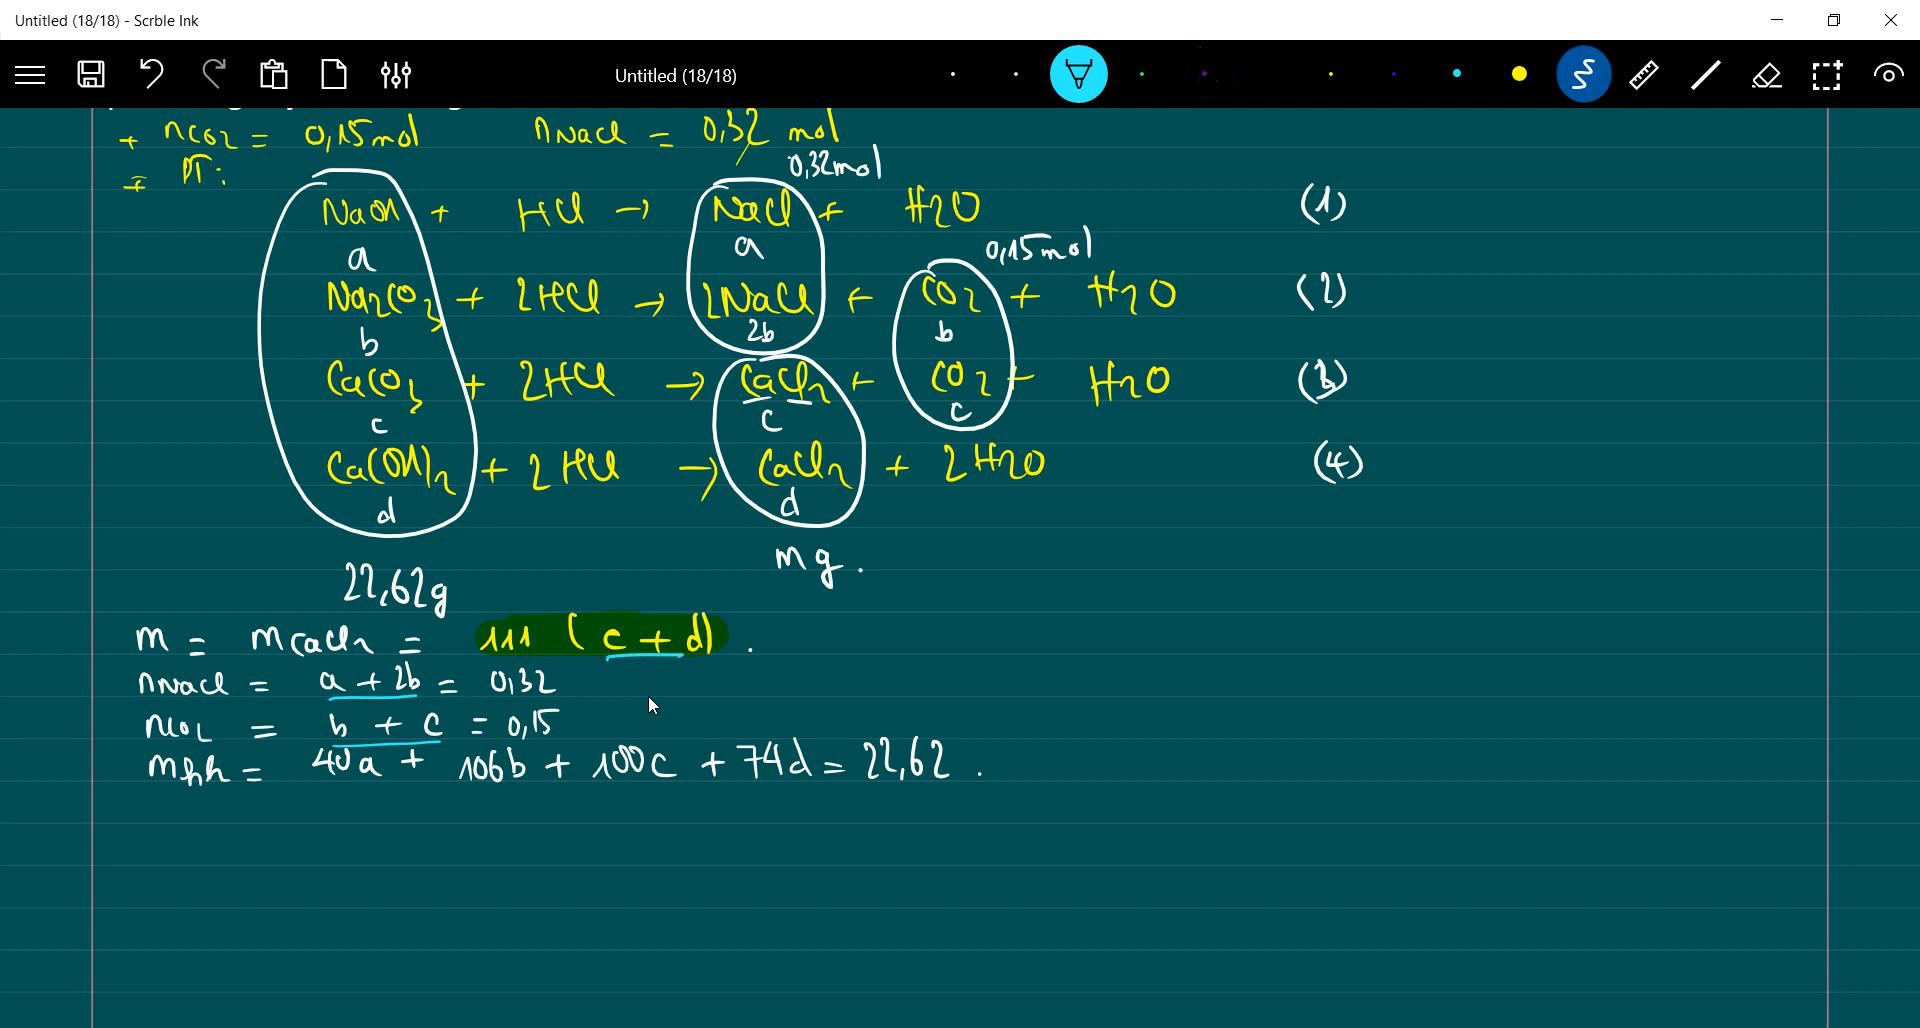 Untitled (18/18) - Scrble Ink
Untitled (18/18)
+ nCO2 = 0,15mol nNaCl = 0,32 mol
+ PT: 0,32mol
NaOH + HCl → NaCl + H2O (1)
a a 0,15mol
Na2CO3 + 2HCl → 2NaCl + CO2 + H2O (2)
b 2b b
CaCO3 + 2HCl → CaCl2 + CO2 + H2O (3)
c c c
Ca(OH)2 + 2HCl → CaCl2 + 2H2O (4)
d d
22,62g mg.
m = mCaCl2 = 111 (c + d).
nNaCl = a + 2b = 0,32
nCO2 = b + c = 0,15
mhh = 40a + 106b + 100c + 74d = 22,62.